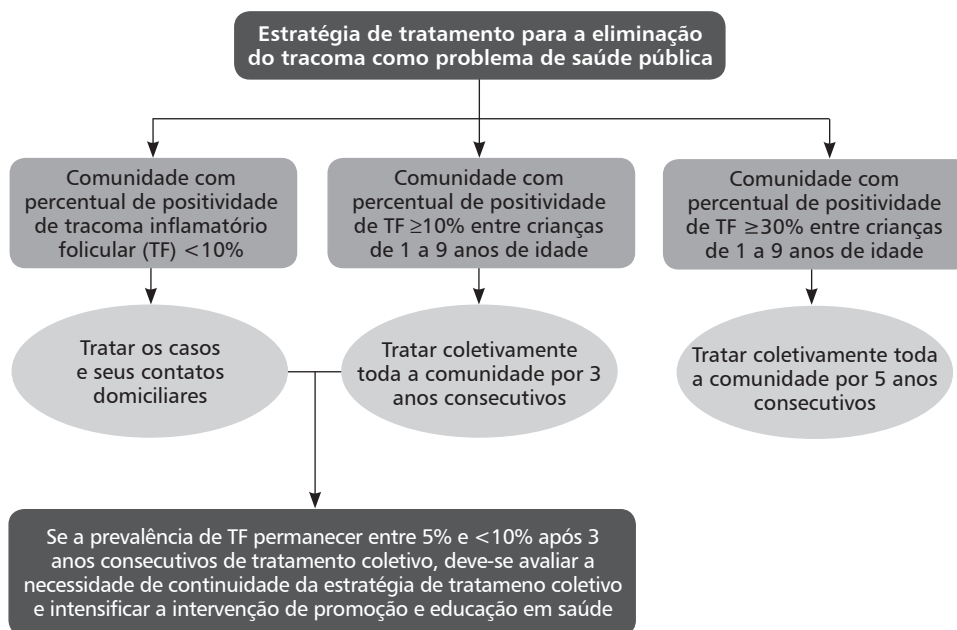 Estratégia de tratamento para a eliminação
do tracoma como problema de saúde pública
Comunidade com
percentual de positividade
de tracoma inflamatório
folicular (TF) <10%
Comunidade com
percentual de positividade
de TF ≥10% entre crianças
de 1 a 9 anos de idade
Comunidade com
percentual de positividade
de TF ≥30% entre crianças
de 1 a 9 anos de idade
Tratar os casos
e seus contatos
domiciliares
Tratar coletivamente
toda a comunidade por 3
anos consecutivos
Tratar coletivamente toda
a comunidade por 5 anos
consecutivos
Se a prevalência de TF permanecer entre 5% e <10% após 3
anos consecutivos de tratamento coletivo, deve-se avaliar a
necessidade de continuidade da estratégia de tratameno coletivo
e intensificar a intervenção de promoção e educação em saúde